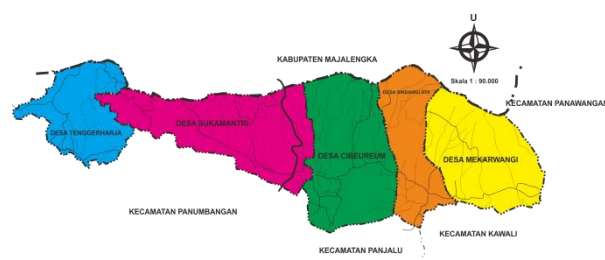 U
KABUPATEN MAJALENGKA
Skala 1 : 90.000
KECAMATAN PANAWANGAN
DESA SINDANGLAYA
DESA SUKAMANTRI
DESA TENGGERHARJA
DESA CIBEUREUM
DESA MEKARWANGI
KECAMATAN PANUMBANGAN
KECAMATAN KAWALI
KECAMATAN PANJALU